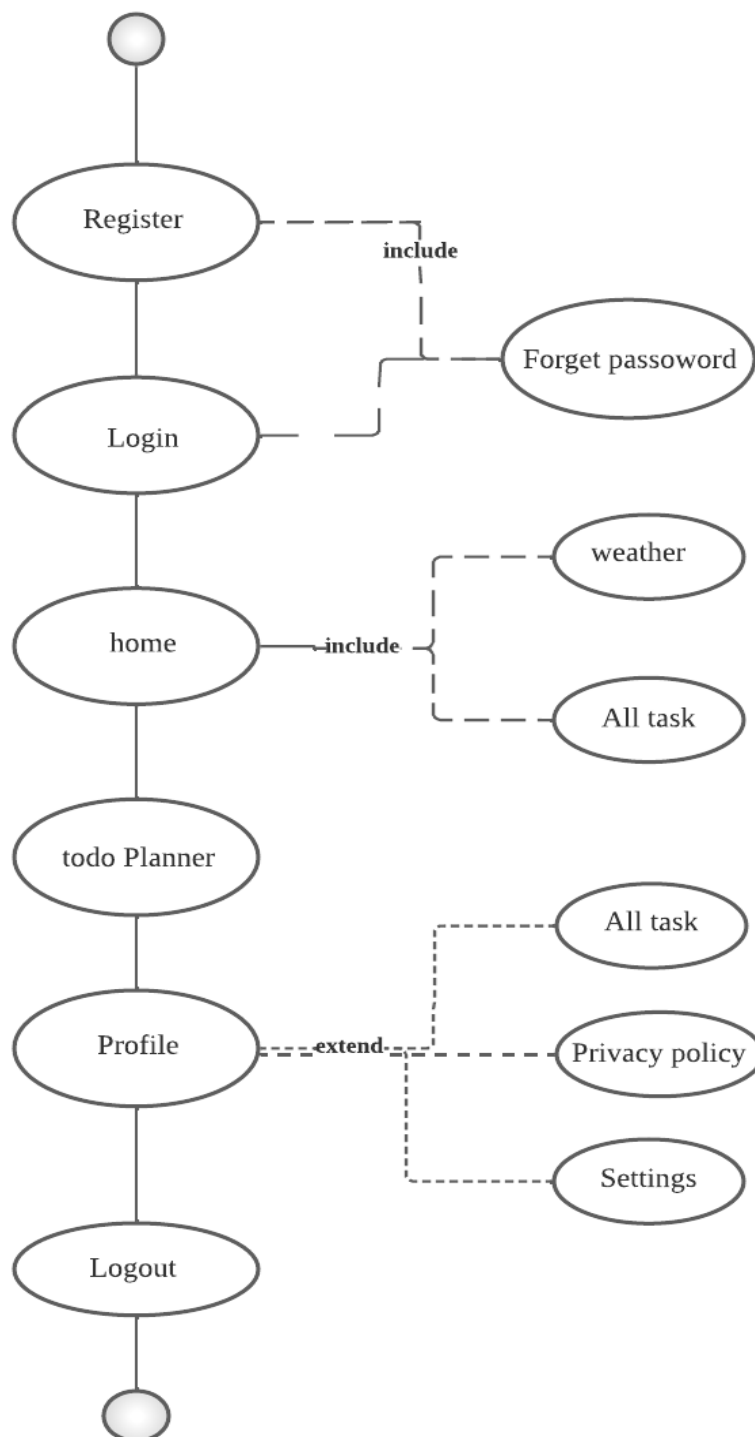 Register
include
Forget passoword
Login
weather
home
include
All task
todo Planner
All task
Profile
extend
Privacy policy
Settings
Logout